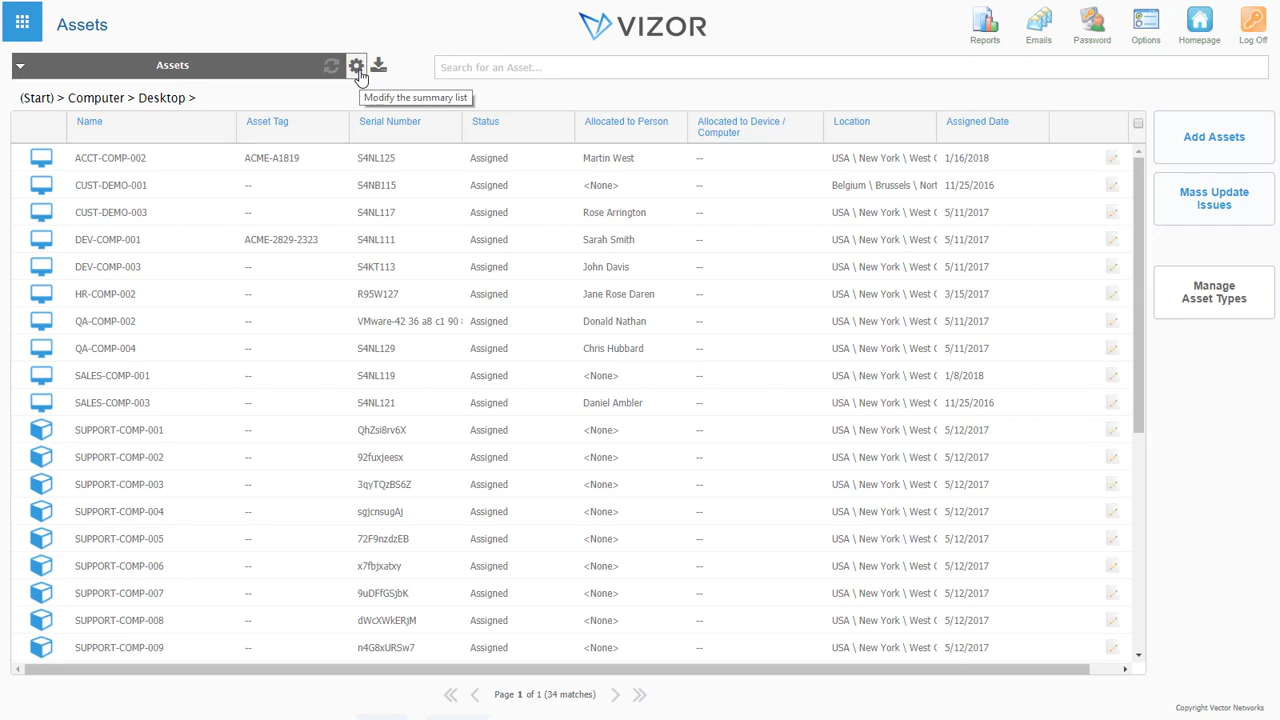 Assets
VIZOR
Reports
Emails
Password
Options
Homepage
Log Off
Assets
Search for an Asset...
Modify the summary list
(Start) > Computer > Desktop >
Name Asset Tag Serial Number Status Allocated to Person Allocated to Device / Location Assigned Date
Computer
ACCT-COMP-002 ACME-A1819 S4NL125 Assigned Martin West -- USA \ New York \ West 1/16/2018
CUST-DEMO-001 -- S4NB115 Assigned <None> -- Belgium \ Brussels \ Nort 11/25/2016
CUST-DEMO-003 -- S4NL117 Assigned Rose Arrington -- USA \ New York \ West 5/11/2017
DEV-COMP-001 ACME-2829-2323 S4NL111 Assigned Sarah Smith -- USA \ New York \ West 5/11/2017
DEV-COMP-003 -- S4KT113 Assigned John Davis -- USA \ New York \ West 5/11/2017
HR-COMP-002 -- R95W127 Assigned Jane Rose Daren -- USA \ New York \ West 3/15/2017
QA-COMP-002 -- VMware-42 36 a8 c1 90 Assigned Donald Nathan -- USA \ New York \ West 5/11/2017
QA-COMP-004 -- S4NL129 Assigned Chris Hubbard -- USA \ New York \ West 5/11/2017
SALES-COMP-001 -- S4NL119 Assigned <None> -- USA \ New York \ West 1/8/2018
SALES-COMP-003 -- S4NL121 Assigned Daniel Ambler -- USA \ New York \ West 11/25/2016
SUPPORT-COMP-001 -- QhZsi8rv6X Assigned <None> -- USA \ New York \ West 5/12/2017
SUPPORT-COMP-002 -- 92fuxjeesx Assigned <None> -- USA \ New York \ West 5/12/2017
SUPPORT-COMP-003 -- 3qyTQzBS6Z Assigned <None> -- USA \ New York \ West 5/12/2017
SUPPORT-COMP-004 -- sgjcnsugAj Assigned <None> -- USA \ New York \ West 5/12/2017
SUPPORT-COMP-005 -- 72F9nzdzEB Assigned <None> -- USA \ New York \ West 5/12/2017
SUPPORT-COMP-006 -- x7fbjxatxy Assigned <None> -- USA \ New York \ West 5/12/2017
SUPPORT-COMP-007 -- 9uDFfGSjbK Assigned <None> -- USA \ New York \ West 5/12/2017
SUPPORT-COMP-008 -- dWcXWkERjM Assigned <None> -- USA \ New York \ West 5/12/2017
SUPPORT-COMP-009 -- n4G8xURSw7 Assigned <None> -- USA \ New York \ West 5/12/2017
Add Assets
Mass Update
Issues
Manage
Asset Types
Page 1 of 1 (34 matches)
Copyright Vector Networks